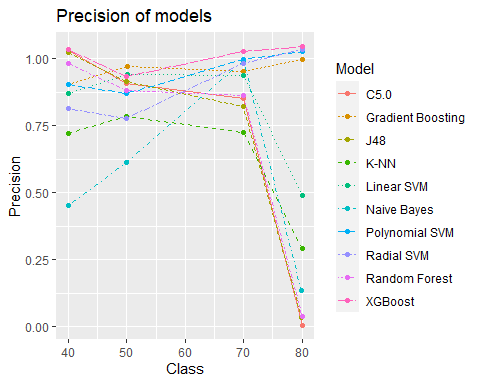 Precision of models
Precision
1.00
0.75
0.50
0.25
0.00
40
50
60
70
80
Class
Model
C5.0
Gradient Boosting
J48
K-NN
Linear SVM
Naive Bayes
Polynomial SVM
Radial SVM
Random Forest
XGBoost